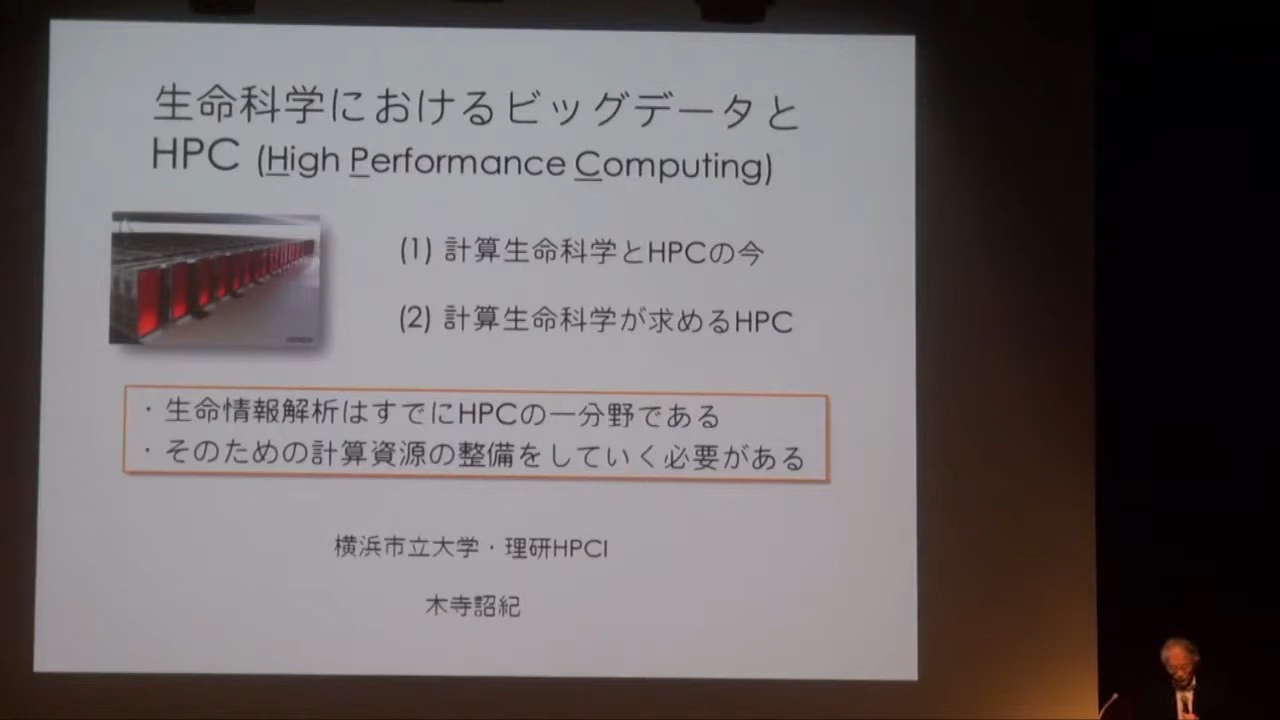 生命科学におけるビッグデータと
HPC (High Performance Computing)
(1) 計算生命科学とHPCの今
(2) 計算生命科学が求めるHPC
・生命情報解析はすでにHPCの一分野である
・そのための計算資源の整備をしていく必要がある
横浜市立大学・理研HPCI
木寺詔紀